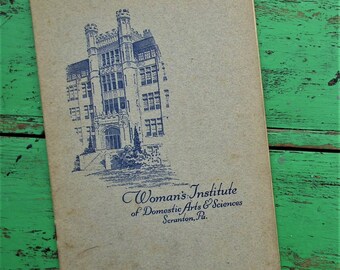 Woman's Institute
of Domestic Arts & Sciences
Scranton, Pa.